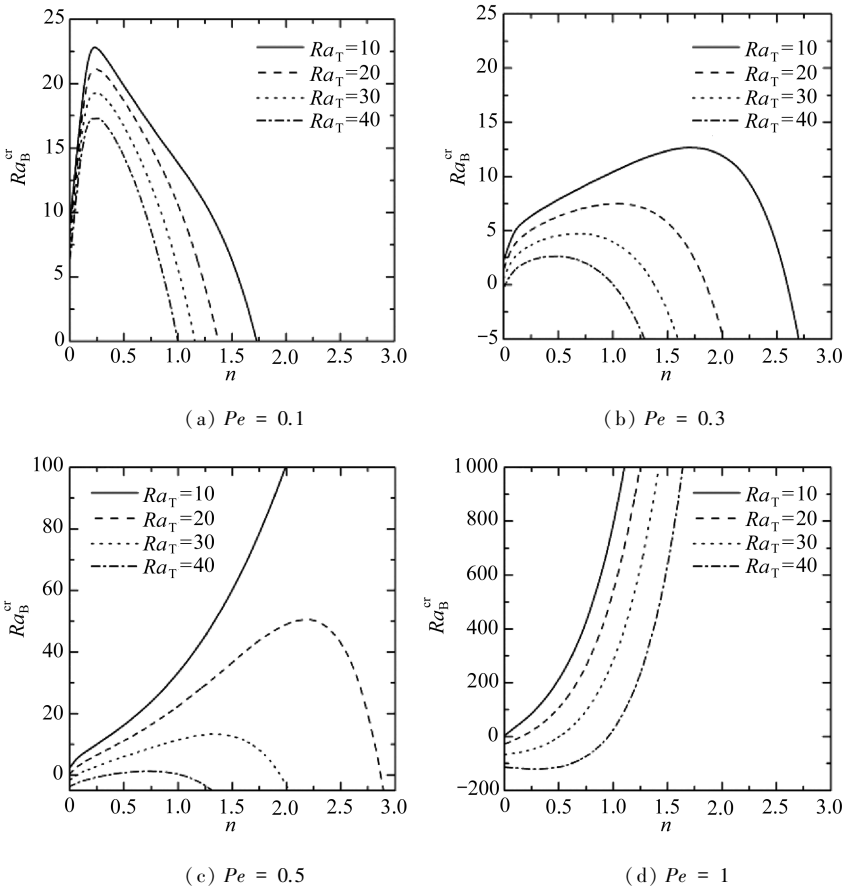 25
20
15
10
5
0
Ra_B^cr
Ra_T=10
Ra_T=20
Ra_T=30
Ra_T=40
0 0.5 1.0 1.5 2.0 2.5 3.0
n
(a) Pe = 0.1
25
20
15
10
5
0
−5
Ra_B^cr
Ra_T=10
Ra_T=20
Ra_T=30
Ra_T=40
0 0.5 1.0 1.5 2.0 2.5 3.0
n
(b) Pe = 0.3
100
80
60
40
20
0
Ra_B^cr
Ra_T=10
Ra_T=20
Ra_T=30
Ra_T=40
0 0.5 1.0 1.5 2.0 2.5 3.0
n
(c) Pe = 0.5
1 000
800
600
400
200
0
−200
Ra_B^cr
Ra_T=10
Ra_T=20
Ra_T=30
Ra_T=40
0 0.5 1.0 1.5 2.0 2.5 3.0
n
(d) Pe = 1